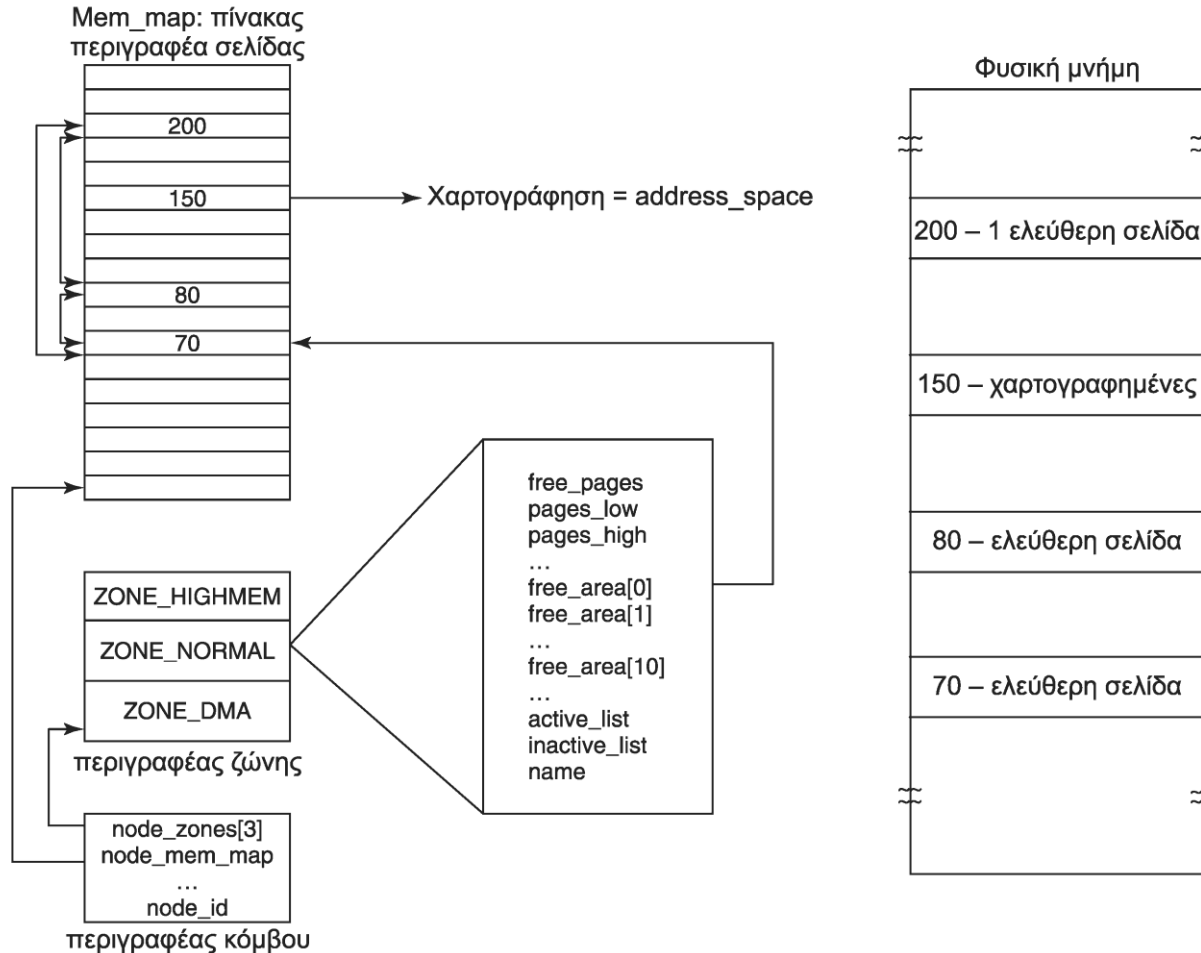 Mem_map: πίνακας
περιγραφέα σελίδας
200
150
80
70
Χαρτογράφηση = address_space
ZONE_HIGHMEM
ZONE_NORMAL
ZONE_DMA
περιγραφέας ζώνης
node_zones[3]
node_mem_map
...
node_id
περιγραφέας κόμβου
free_pages
pages_low
pages_high
...
free_area[0]
free_area[1]
...
free_area[10]
...
active_list
inactive_list
name
Φυσική μνήμη
200 – 1 ελεύθερη σελίδα
150 – χαρτογραφημένες
80 – ελεύθερη σελίδα
70 – ελεύθερη σελίδα